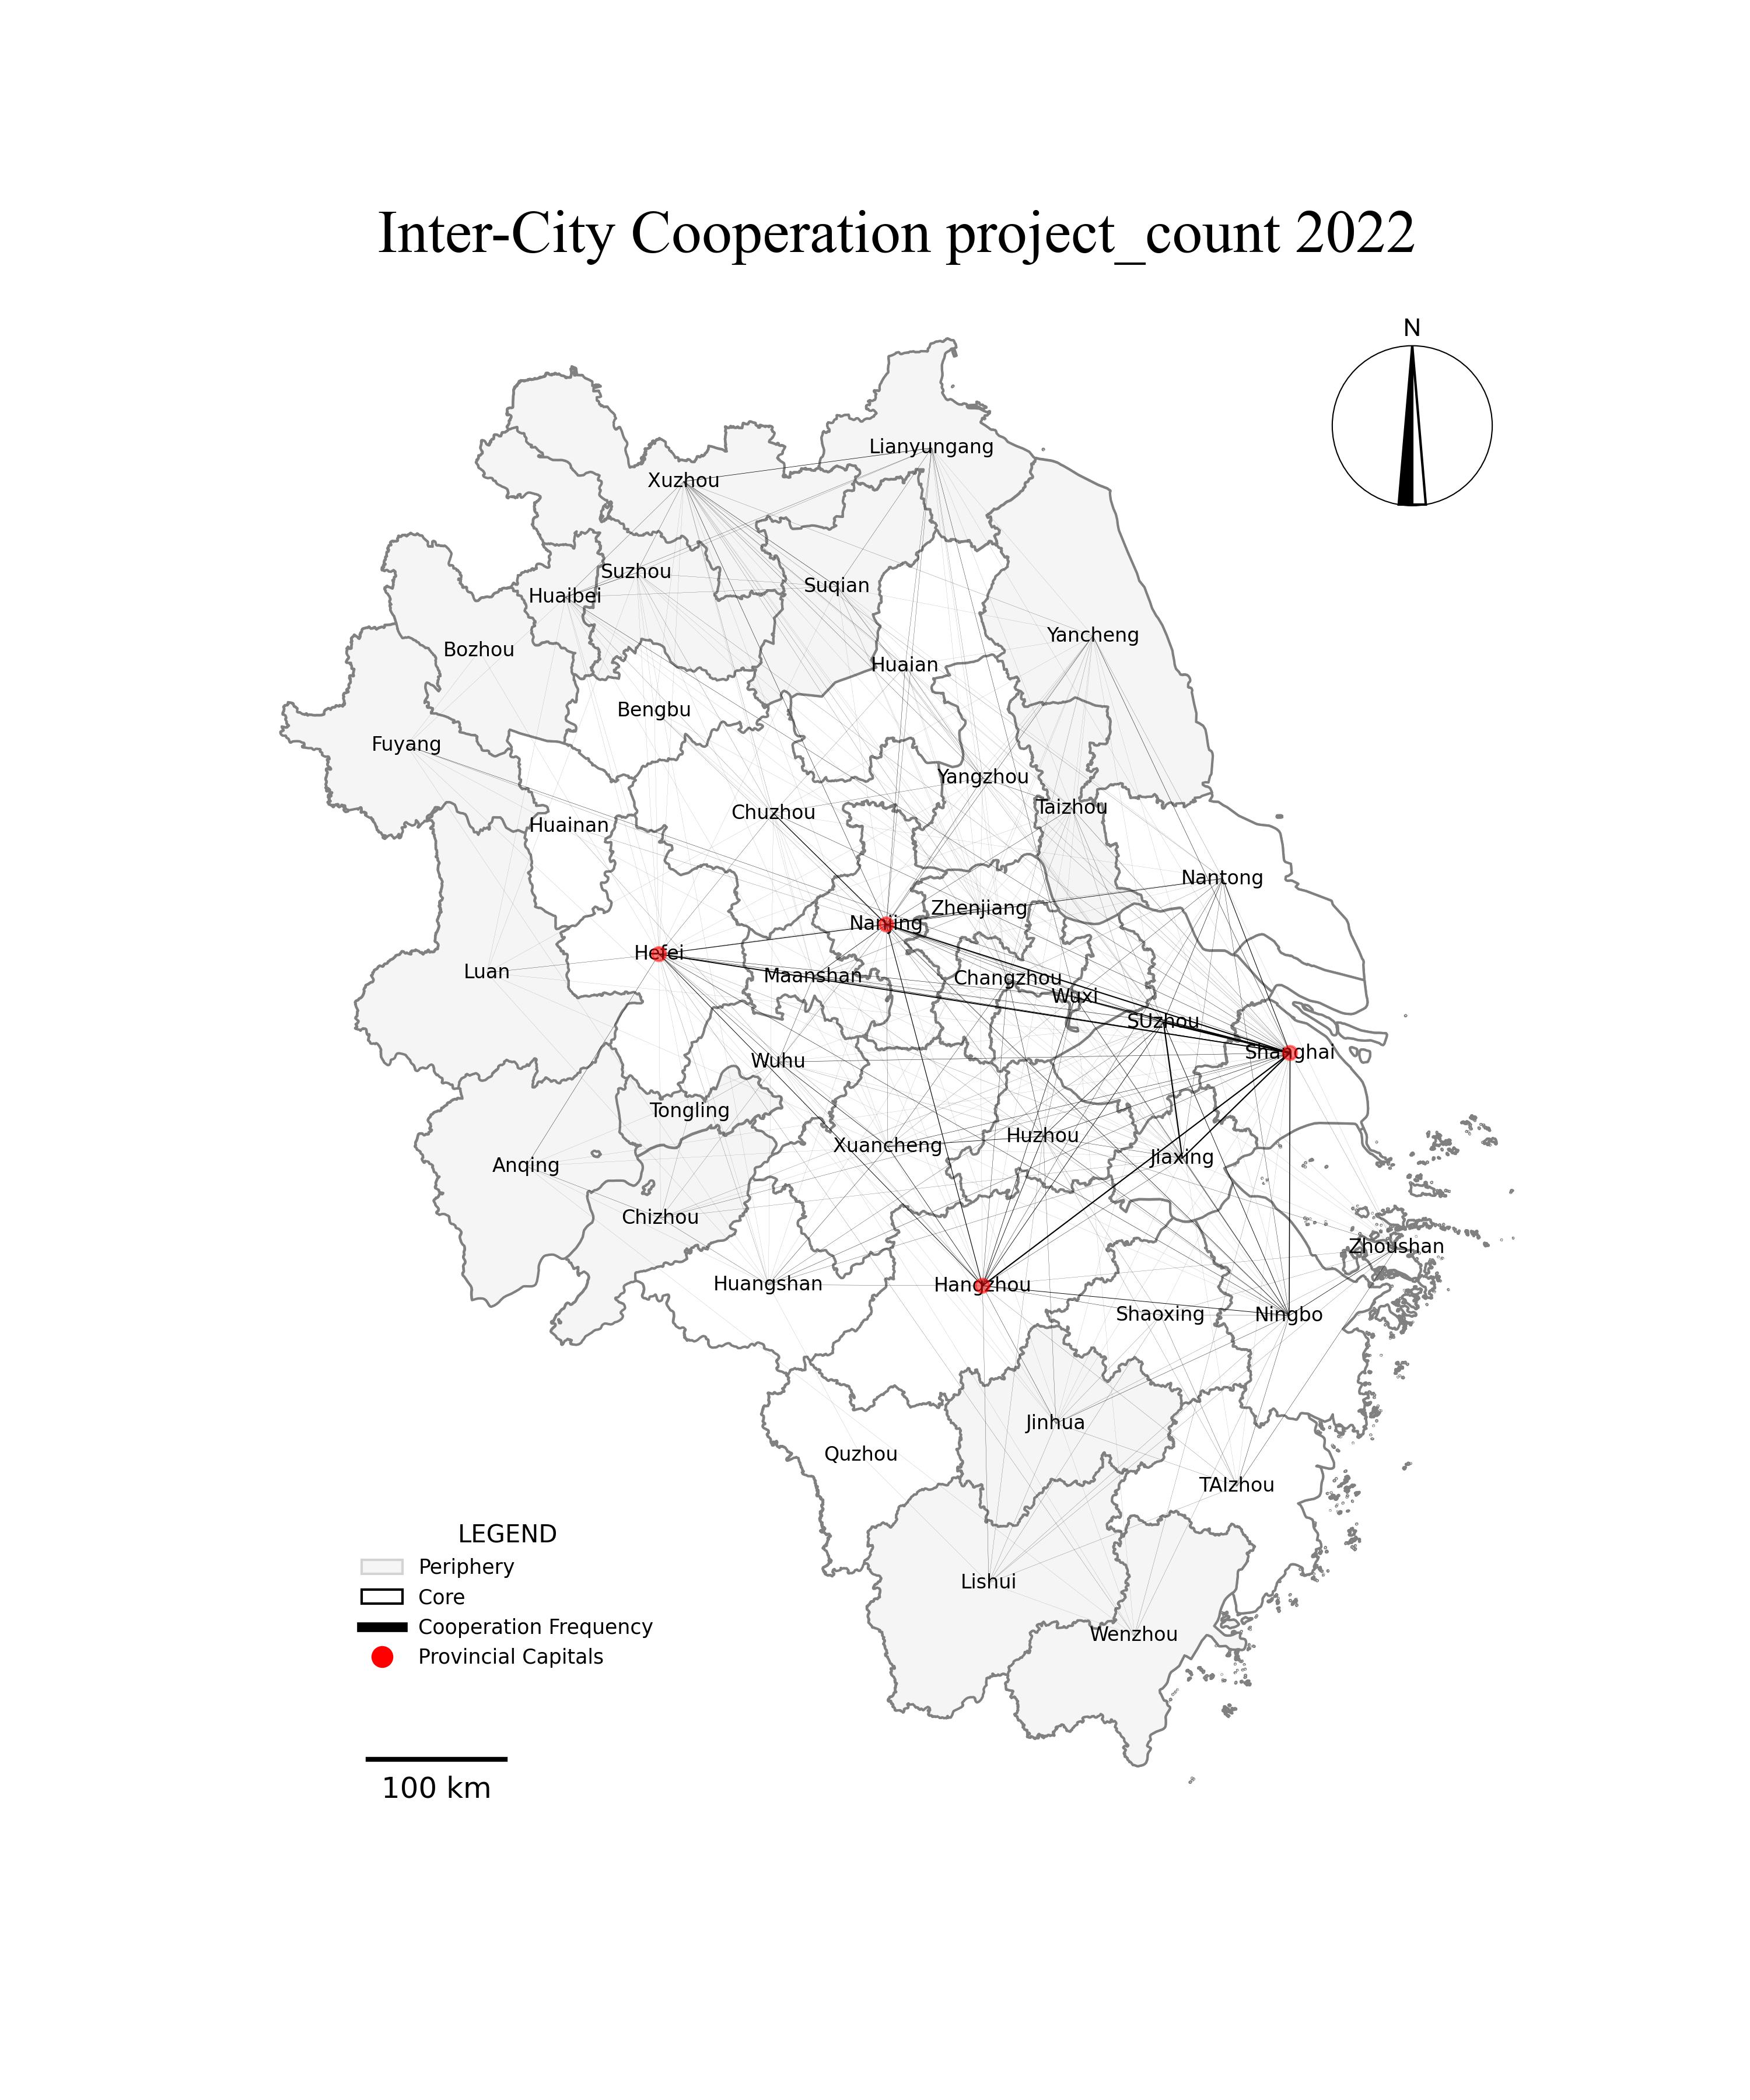 Inter-City Cooperation project_count 2022
N
Lianyungang
Xuzhou
Suzhou
Suqian
Huaibei
Yancheng
Bozhou
Huaian
Bengbu
Fuyang
Yangzhou
Taizhou
Chuzhou
Huainan
Nantong
Zhenjiang
Nanjing
Hefei
Luan
Maanshan
Changzhou
Wuxi
SUzhou
Shanghai
Wuhu
Tongling
Huzhou
Xuancheng
Jiaxing
Anqing
Chizhou
Zhoushan
Huangshan
Hangzhou
Shaoxing
Ningbo
Jinhua
Quzhou
TAIzhou
Lishui
Wenzhou
LEGEND
Periphery
Core
Cooperation Frequency
Provincial Capitals
100 km